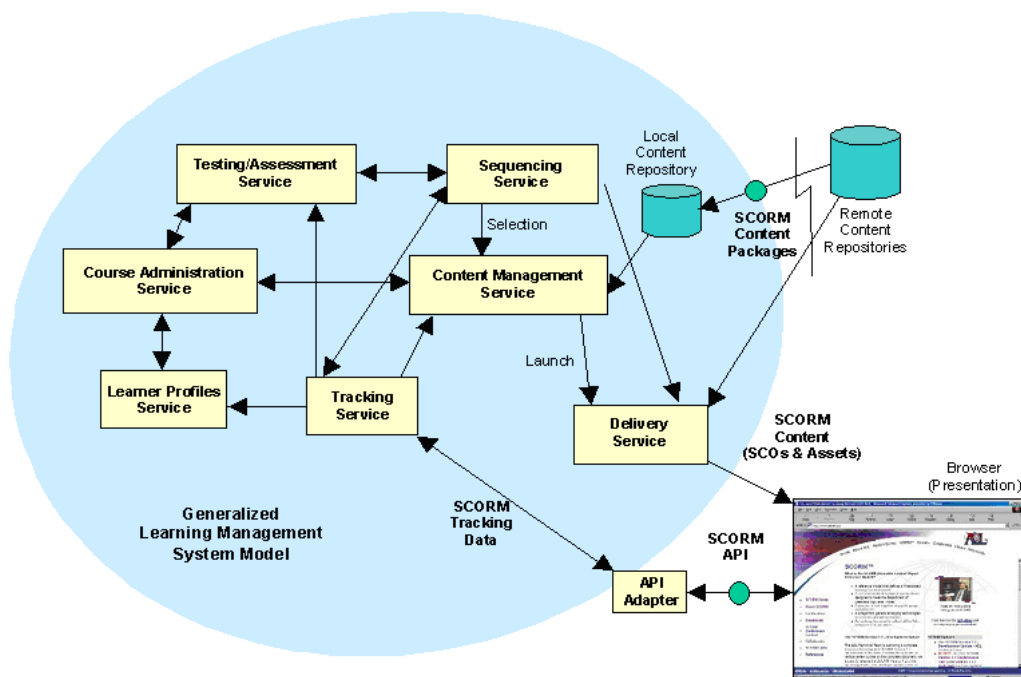 Local
Content
Repository
Testing/Assessment
Service
Sequencing
Service
SCORM
Content
Packages
Remote
Content
Repositories
Selection
Course Administration
Service
Content Management
Service
Launch
Learner Profiles
Service
Tracking
Service
Delivery
Service
SCORM
Content
(SCOs & Assets)
Browser
(Presentation)
Generalized
Learning Management
System Model
SCORM
Tracking
Data
SCORM
API
API
Adapter
SCORM™